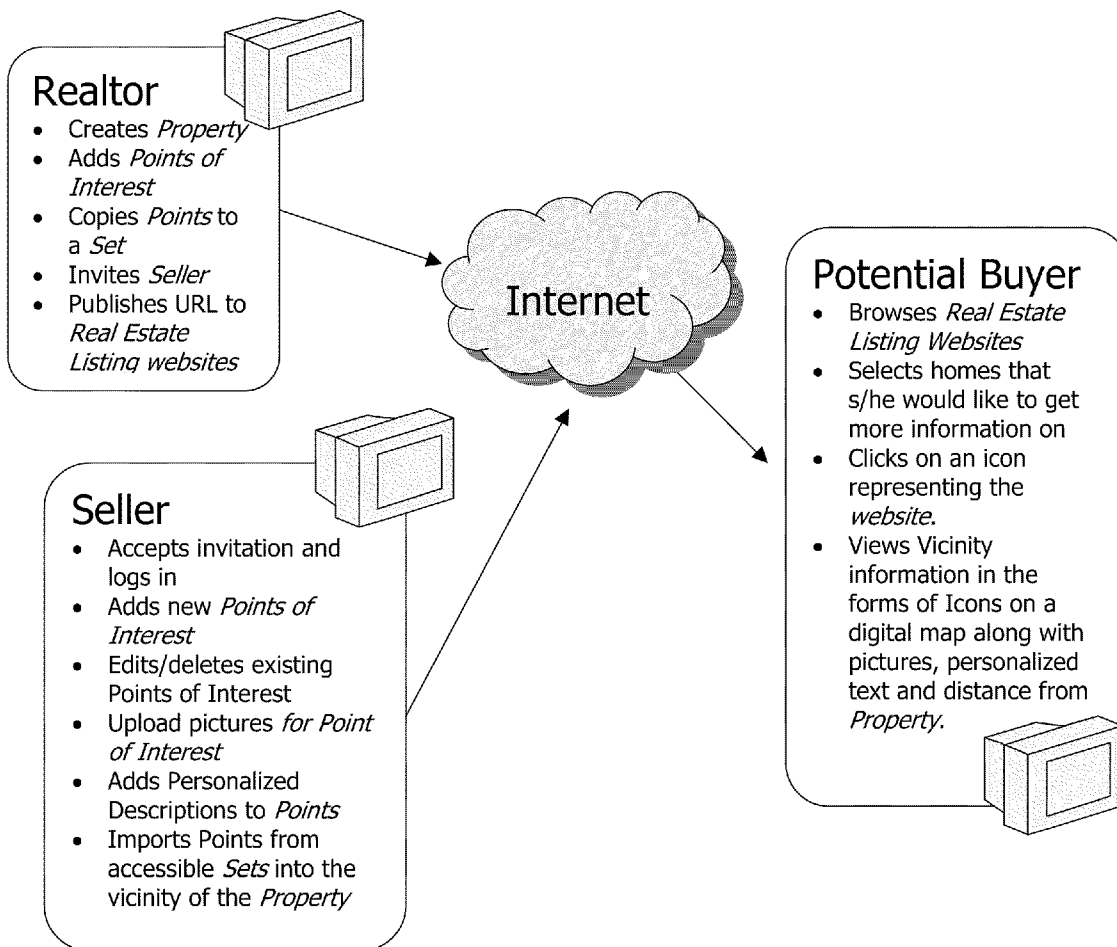 Realtor
• Creates Property
• Adds Points of
Interest
• Copies Points to
a Set
• Invites Seller
• Publishes URL to
Real Estate
Listing websites
Internet
Seller
• Accepts invitation and
logs in
• Adds new Points of
Interest
• Edits/deletes existing
Points of Interest
• Upload pictures for Point
of Interest
• Adds Personalized
Descriptions to Points
• Imports Points from
accessible Sets into the
vicinity of the Property
Potential Buyer
• Browses Real Estate
Listing Websites
• Selects homes that
s/he would like to get
more information on
• Clicks on an icon
representing the
website.
• Views Vicinity
information in the
forms of Icons on a
digital map along with
pictures, personalized
text and distance from
Property.